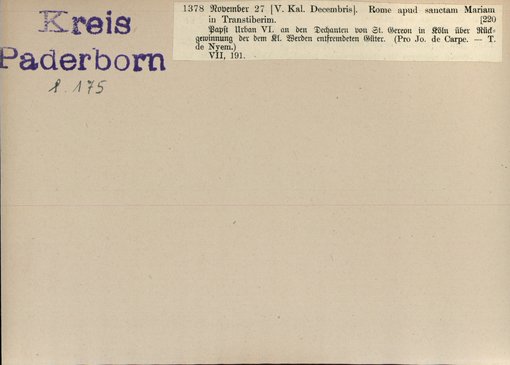 Kreis
Paderborn
S. 175
1378 November 27 [V. Kal. Decembris]. Rome apud sanctam Mariam
in Transtiberim. [220
Papst Urban VI. an den Dechanten von St. Gereon in Köln über Rück-
gewinnung der dem Kl. Werden entfremdeten Güter. (Pro Jo. de Carpe. — T.
de Nyem.)
VII, 191.